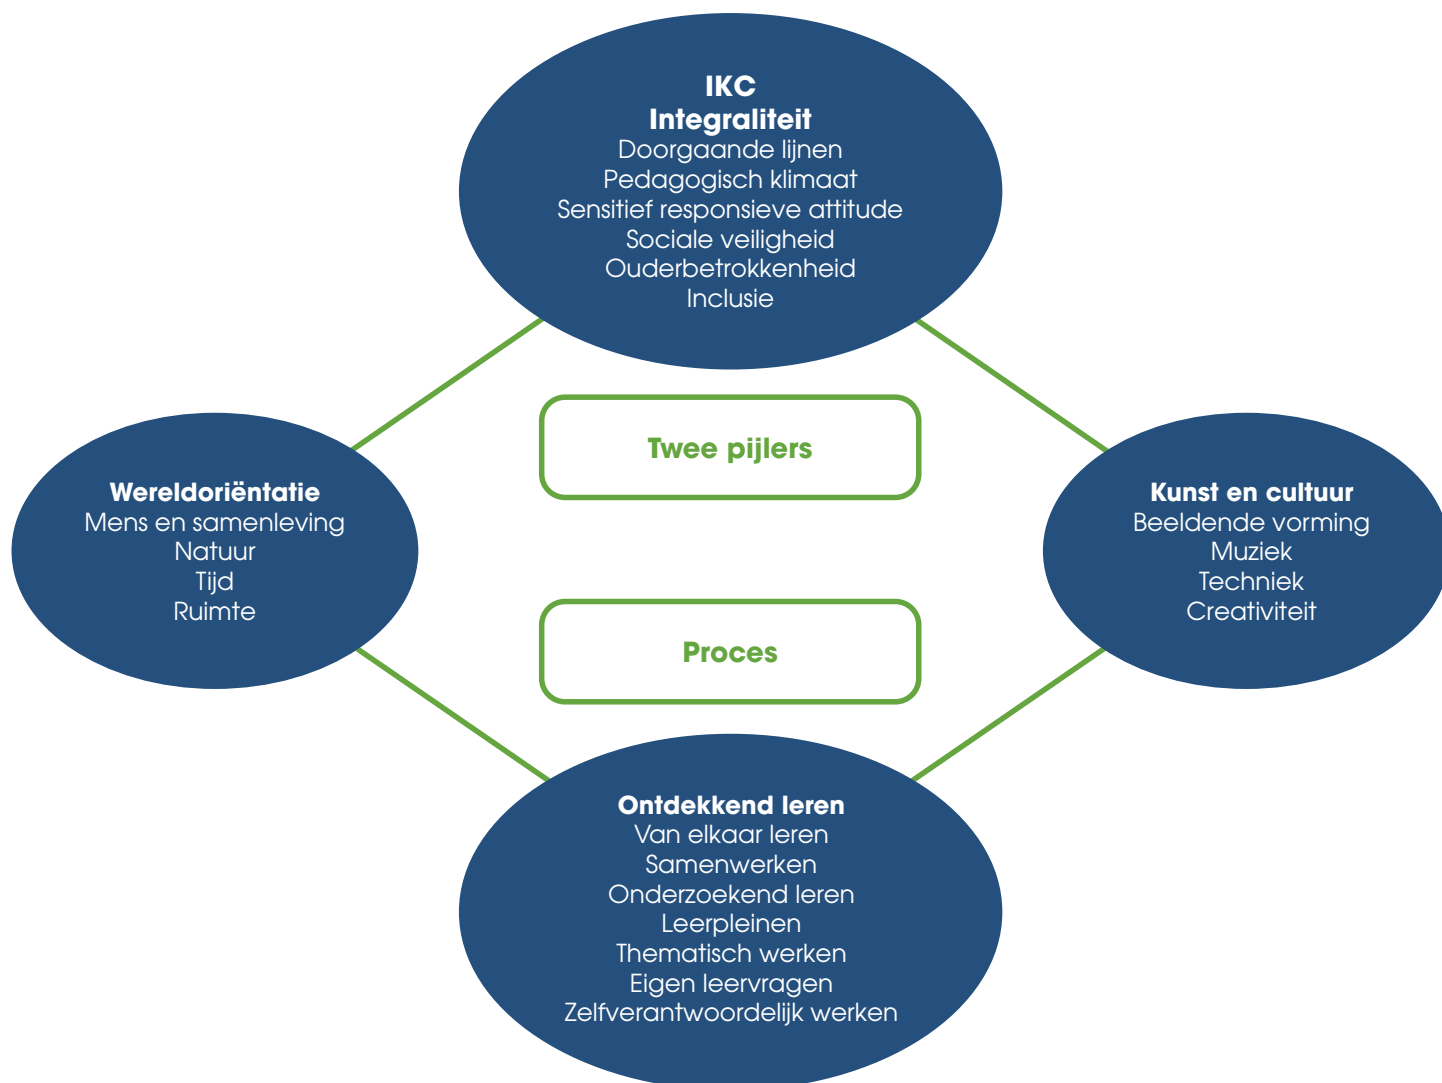 IKC
Integraliteit
Doorgaande lijnen
Pedagogisch klimaat
Sensitief responsieve attitude
Sociale veiligheid
Ouderbetrokkenheid
Inclusie
Twee pijlers
Wereldoriëntatie
Mens en samenleving
Natuur
Tijd
Ruimte
Kunst en cultuur
Beeldende vorming
Muziek
Techniek
Creativiteit
Proces
Ontdekkend leren
Van elkaar leren
Samenwerken
Onderzoekend leren
Leerpleinen
Thematisch werken
Eigen leervragen
Zelfverantwoordelijk werken